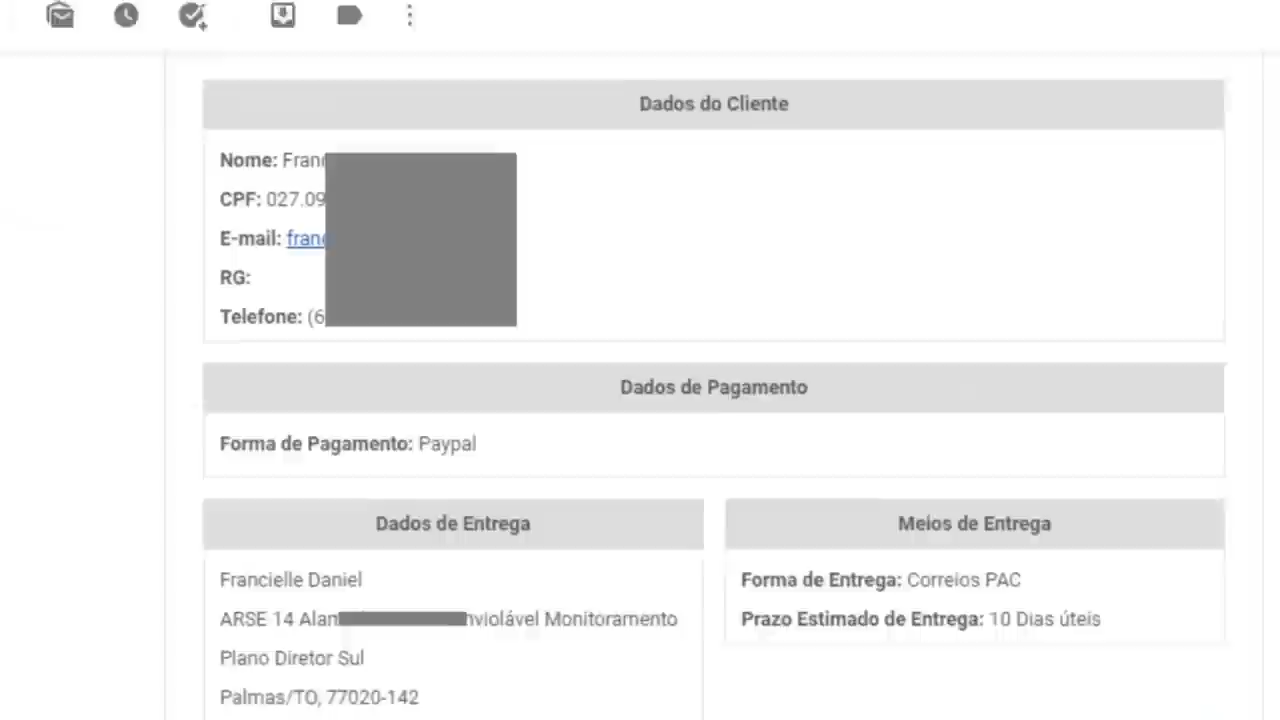 Dados do Cliente
Nome: Fran
CPF: 027.09
E-mail: fran
RG:
Telefone: (6
Dados de Pagamento
Forma de Pagamento: Paypal
Dados de Entrega
Francielle Daniel
ARSE 14 Alam nviolável Monitoramento
Plano Diretor Sul
Palmas/TO, 77020-142
Meios de Entrega
Forma de Entrega: Correios PAC
Prazo Estimado de Entrega: 10 Dias úteis